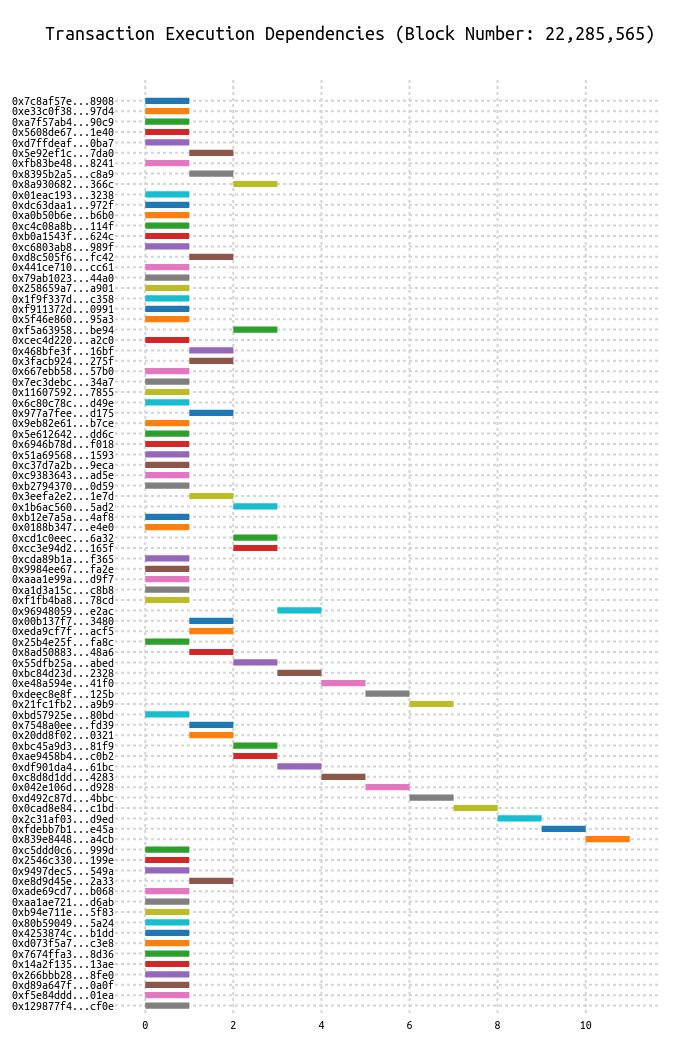 Transaction Execution Dependencies (Block Number: 22,285,565)
0x7c8af57e...8908
0xe33c0f38...97d4
0xa7f57ab4...90c9
0x5608de67...1e40
0xd7ffdeaf...0ba7
0x5e92ef1c...7da0
0xfb83be48...8241
0x8395b2a5...c8a9
0x8a930682...366c
0x01eac193...3238
0xdc63daa1...972f
0xa0b50b6e...b6b0
0xc4c08a8b...114f
0xb0a1543f...624c
0xc6803ab8...989f
0xd8c505f6...fc42
0x441ce710...cc61
0x79ab1023...44a0
0x258659a7...a901
0x1f9f337d...c358
0xf911372d...0991
0x5f46e860...95a3
0xf5a63958...be94
0xcec4d220...a2c0
0x468bfe3f...16bf
0x3facb924...275f
0x667ebb58...57b0
0x7ec3debc...34a7
0x11607592...7855
0x6c80c78c...d49e
0x977a7fee...d175
0x9eb82e61...b7ce
0x5e612642...dd6c
0x6946b78d...f018
0x51a69568...1593
0xc37d7a2b...9eca
0xc9383643...ad5e
0xb2794370...0d59
0x3eefa2e2...1e7d
0x1b6ac560...5ad2
0xb12e7a5a...4af8
0x0188b347...e4e0
0xcd1c0eec...6a32
0xcc3e94d2...165f
0xcda89b1a...f365
0x9984ee67...fa2e
0xaaa1e99a...d9f7
0xa1d3a15c...c8b8
0xf1fb4ba8...78cd
0x96948059...e2ac
0x00b137f7...3480
0xeda9cf7f...acf5
0x25b4e25f...fa8c
0x8ad50883...48a6
0x55dfb25a...abed
0xbc84d23d...2328
0xe48a594e...41f0
0xdeec8e8f...125b
0x21fc1fb2...a9b9
0xbd57925e...80bd
0x7548a0ee...fd39
0x20dd8f02...0321
0xbc45a9d3...81f9
0xae9458b4...c0b2
0xdf901da4...61bc
0xc8d8d1dd...4283
0x042e106d...d928
0xd492c87d...4bbc
0x0cad8e84...c1bd
0x2c31af03...d9ed
0xfdebb7b1...e45a
0x839e8448...a4cb
0xc5ddd0c6...999d
0x2546c330...199e
0x9497dec5...549a
0xe8d9d45e...2a33
0xade69cd7...b068
0xaa1ae721...d6ab
0xb94e711e...5f83
0x80b59049...5a24
0x4253874c...b1dd
0xd073f5a7...c3e8
0x7674ffa3...8d36
0x14a2f135...13ae
0x266bbb28...8fe0
0xd89a647f...0a0f
0xf5e84ddd...01ea
0x129877f4...cf0e
0 2 4 6 8 10